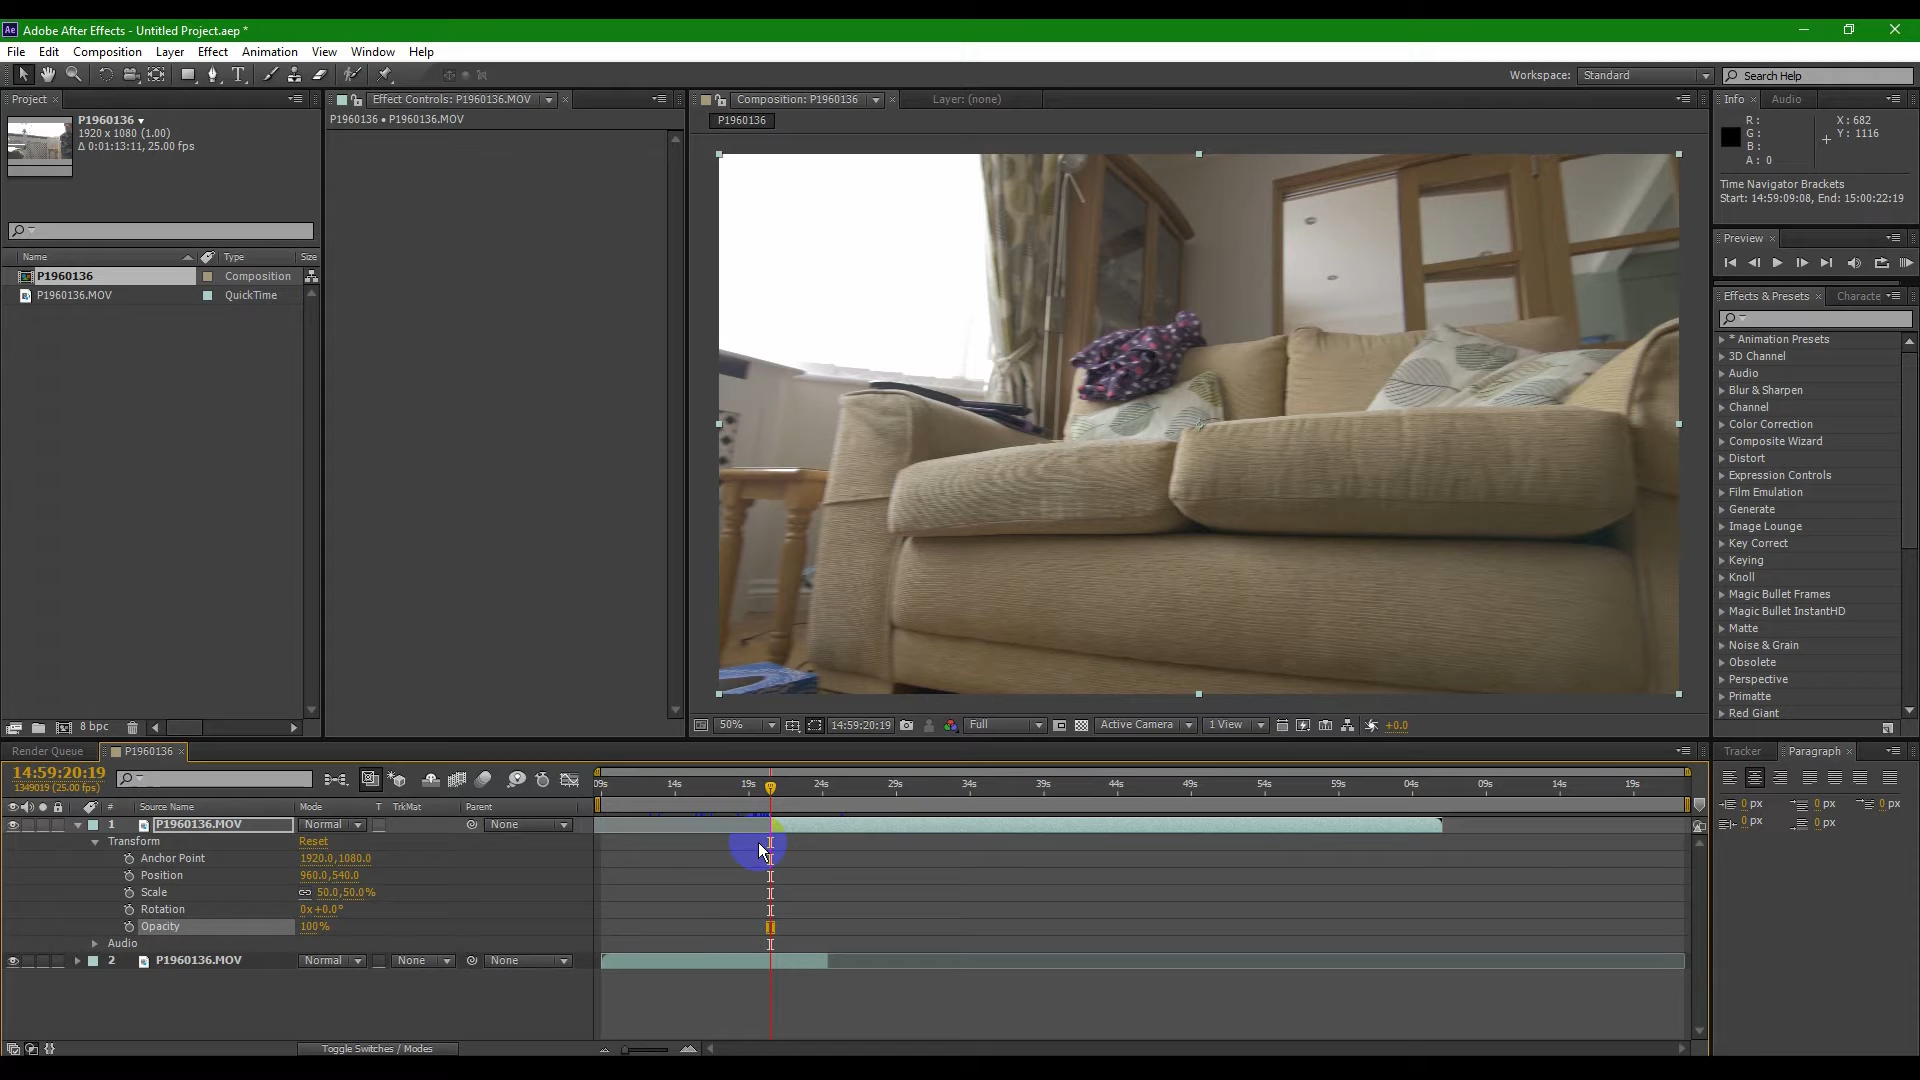 Adobe After Effects - Untitled Project.aep *
File Edit Composition Layer Effect Animation View Window Help
Workspace: Standard Search Help
Project
P1960136
1920 x 1080 (1.00)
Δ 0:01:13:11, 25.00 fps
Name Type Size
P1960136 Composition
P1960136.MOV QuickTime
8 bpc
Effect Controls: P1960136.MOV
P1960136 • P1960136.MOV
Composition: P1960136 Layer: (none)
P1960136
50% 14:59:20:19 Full Active Camera 1 View +0.0
Info Audio
R: X: 682
G: Y: 1116
B:
A: 0
Time Navigator Brackets
Start: 14:59:09:08, End: 15:00:22:19
Preview
Effects & Presets Characte
* Animation Presets
3D Channel
Audio
Blur & Sharpen
Channel
Color Correction
Composite Wizard
Distort
Expression Controls
Film Emulation
Generate
Image Lounge
Key Correct
Keying
Knoll
Magic Bullet Frames
Magic Bullet InstantHD
Matte
Noise & Grain
Obsolete
Perspective
Primatte
Red Giant
Render Queue P1960136
14:59:20:19
1349019 (25.00 fps)
09s 14s 19s 24s 29s 34s 39s 44s 49s 54s 59s 04s 09s 14s 19s
# Source Name Mode T TrkMat Parent
1 P1960136.MOV Normal None
Transform Reset
Anchor Point 1920.0,1080.0
Position 960.0,540.0
Scale 50.0,50.0%
Rotation 0x+0.0°
Opacity 100%
Audio
2 P1960136.MOV Normal None None
Toggle Switches / Modes
Tracker Paragraph
0 px 0 px 0 px
0 px 0 px